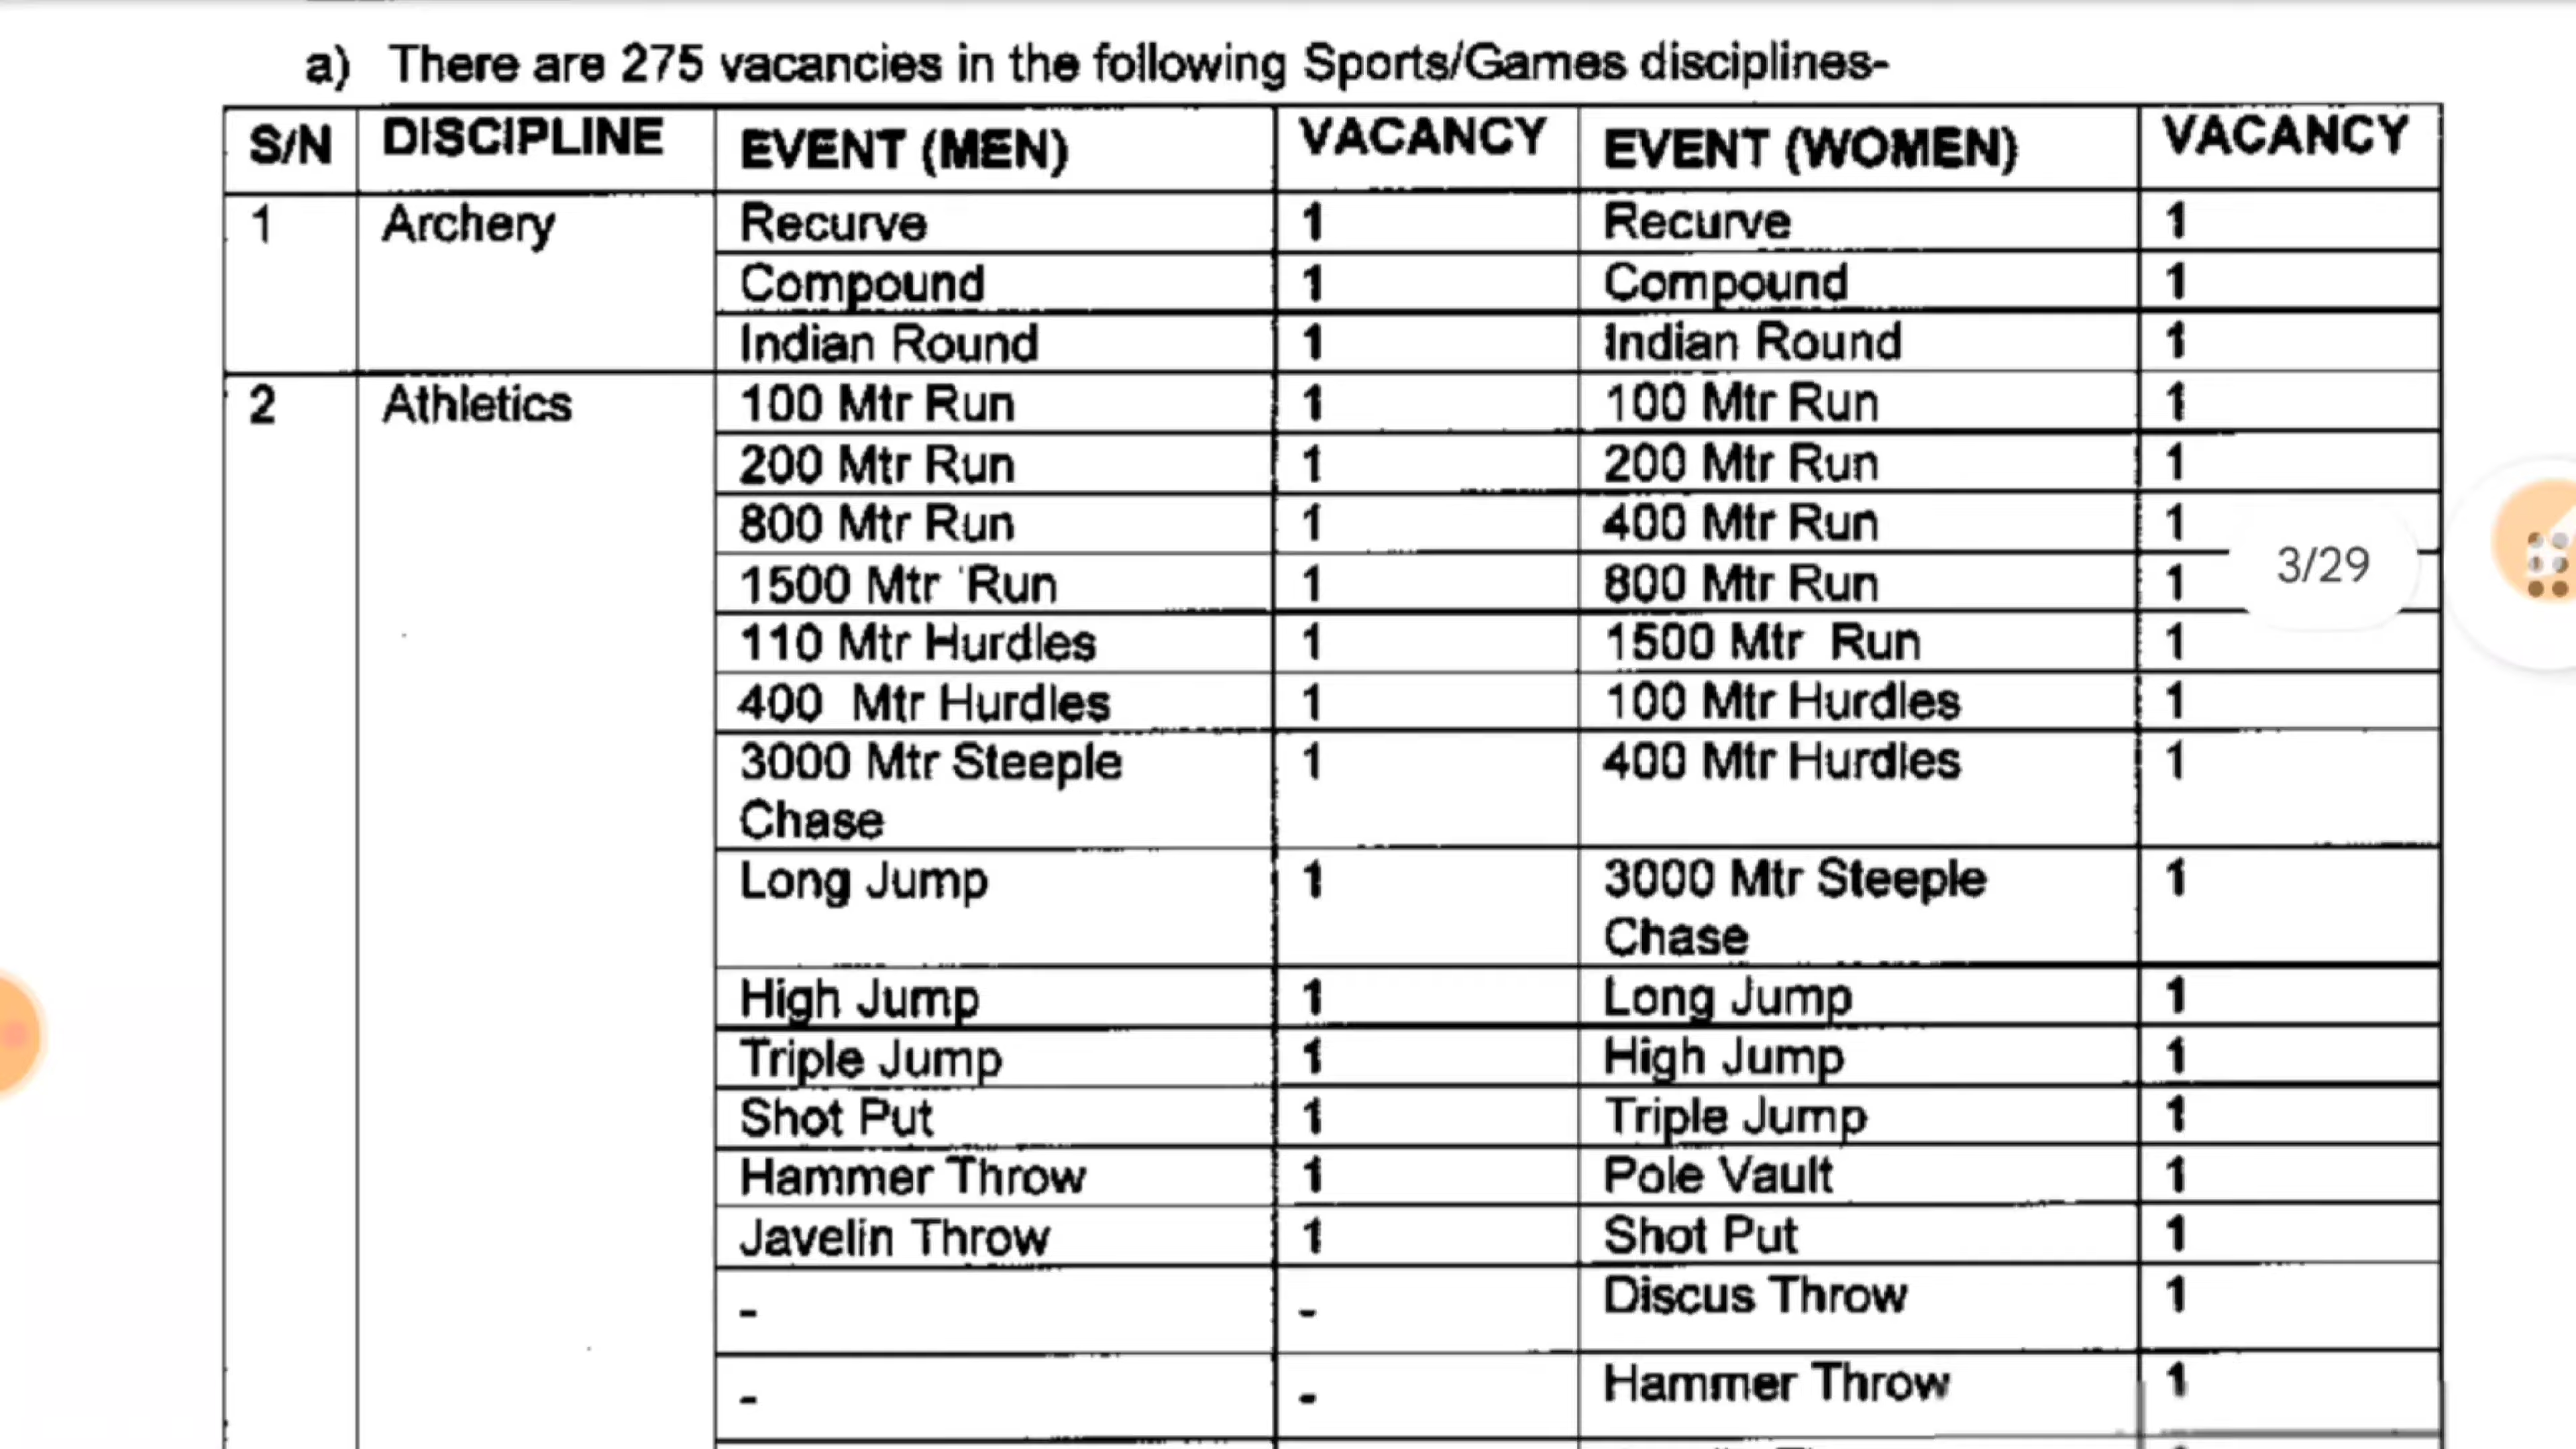 a) There are 275 vacancies in the following Sports/Games disciplines-
S/N DISCIPLINE EVENT (MEN) VACANCY EVENT (WOMEN) VACANCY
1 Archery Recurve 1 Recurve 1
Compound 1 Compound 1
Indian Round 1 Indian Round 1
2 Athletics 100 Mtr Run 1 100 Mtr Run 1
200 Mtr Run 1 200 Mtr Run 1
800 Mtr Run 1 400 Mtr Run 1
1500 Mtr Run 1 800 Mtr Run 1
3/29
110 Mtr Hurdles 1 1500 Mtr Run 1
400 Mtr Hurdles 1 100 Mtr Hurdles 1
3000 Mtr Steeple 1 400 Mtr Hurdles 1
Chase
Long Jump 1 3000 Mtr Steeple 1
Chase
High Jump 1 Long Jump 1
Triple Jump 1 High Jump 1
Shot Put 1 Triple Jump 1
Hammer Throw 1 Pole Vault 1
Javelin Throw 1 Shot Put 1
- - Discus Throw 1
- - Hammer Throw 1